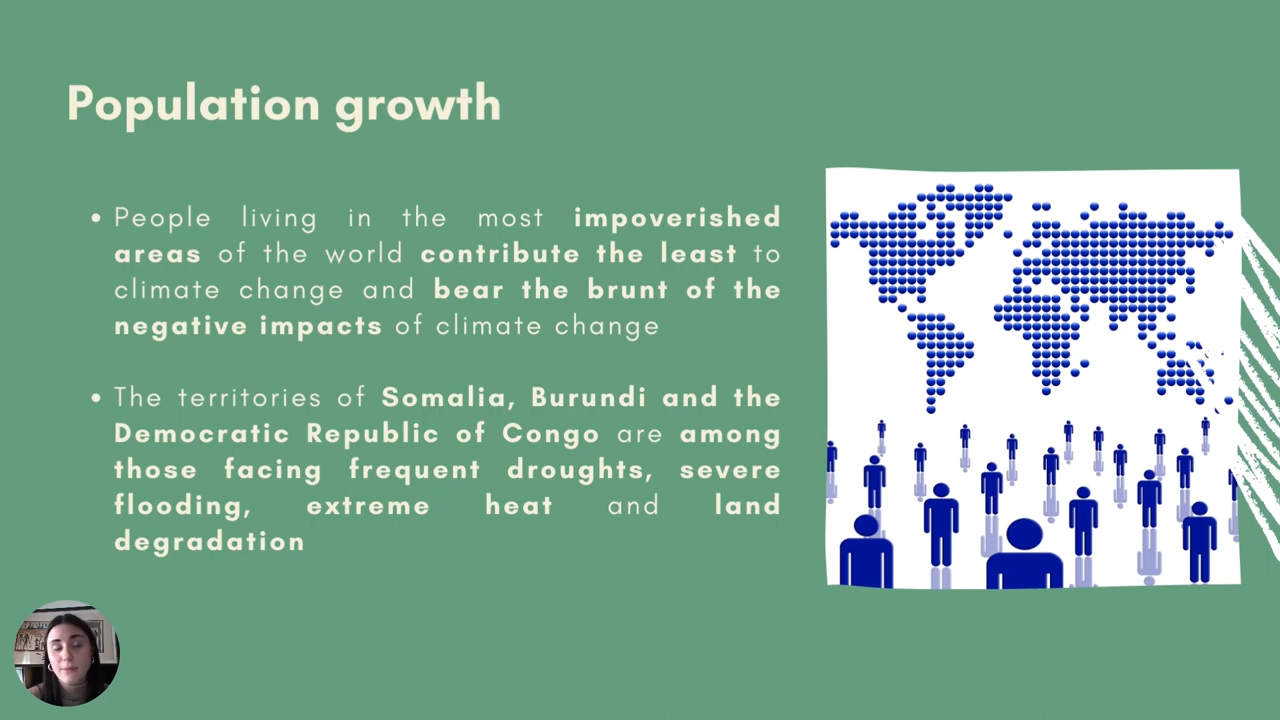 Population growth
People living in the most impoverished
areas of the world contribute the least to
climate change and bear the brunt of the
negative impacts of climate change
The territories of Somalia, Burundi and the
Democratic Republic of Congo are among
those facing frequent droughts, severe
flooding, extreme heat and land
degradation